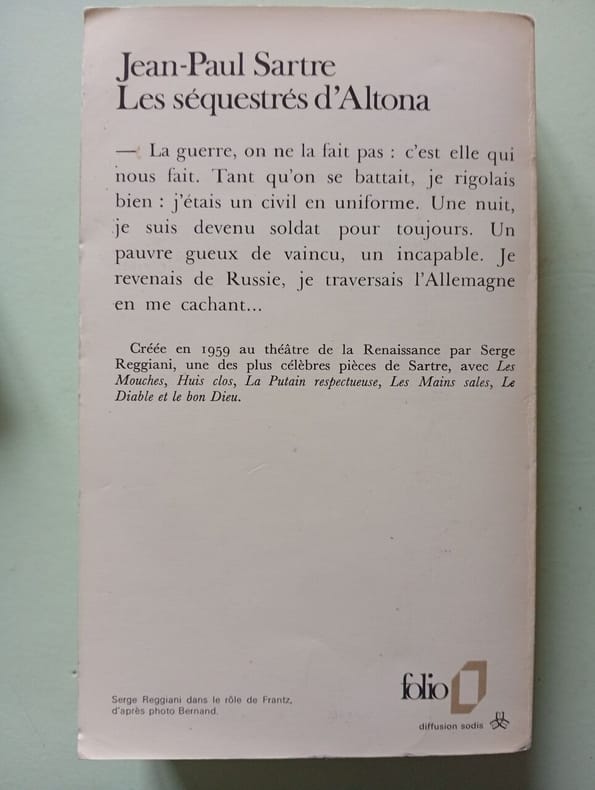 Jean-Paul Sartre
Les séquestrés d'Altona
— La guerre, on ne la fait pas : c'est elle qui
nous fait. Tant qu'on se battait, je rigolais
bien : j'étais un civil en uniforme. Une nuit,
je suis devenu soldat pour toujours. Un
pauvre gueux de vaincu, un incapable. Je
revenais de Russie, je traversais l'Allemagne
en me cachant...
Créée en 1959 au théâtre de la Renaissance par Serge
Reggiani, une des plus célèbres pièces de Sartre, avec Les
Mouches, Huis clos, La Putain respectueuse, Les Mains sales, Le
Diable et le bon Dieu.
Serge Reggiani dans le rôle de Frantz,
d'après photo Bernand.
folio
diffusion sodis